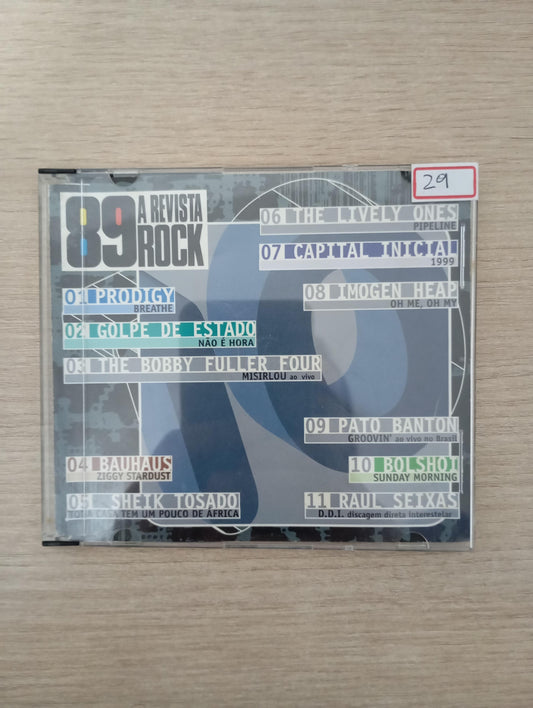 29
89 A REVISTA
ROCK
01 PRODIGY
BREATHE
02 GOLPE DE ESTADO
NÃO É HORA
03 THE BOBBY FULLER FOUR
MISIRLOU ao vivo
04 BAUHAUS
ZIGGY STARDUST
05 SHEIK TOSADO
TODA CASA TEM UM POUCO DE ÁFRICA
06 THE LIVELY ONES
PIPELINE
07 CAPITAL INICIAL
1999
08 IMOGEN HEAP
OH ME, OH MY
09 PATO BANTON
GROOVIN' ao vivo no Brasil
10 BOLSHOI
SUNDAY MORNING
11 RAUL SEIXAS
D.D.I. discagem direta interestelar
10